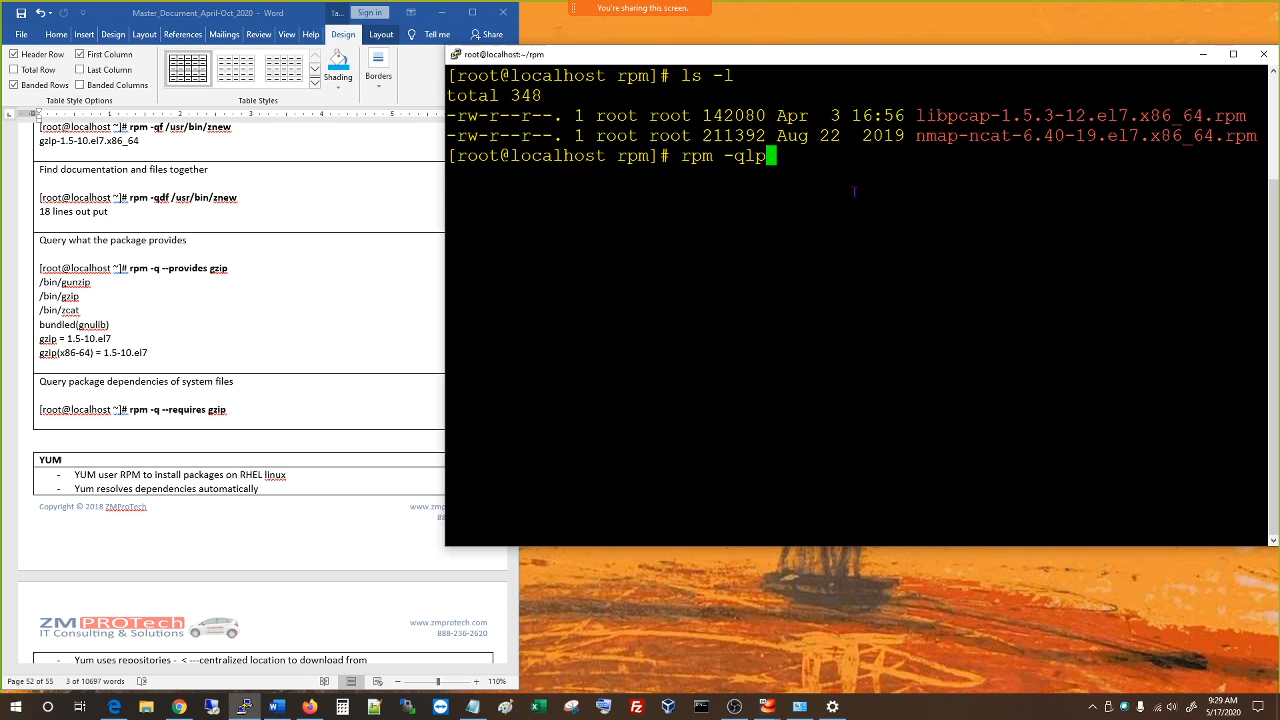 You're sharing this screen.
Master_Document_April-Oct_2020 - Word
Ta...
Sign in
File
Home
Insert
Draw
Design
Layout
References
Mailings
Review
View
Help
Design
Layout
Tell me
Share
Header Row
First Column
Total Row
Last Column
Banded Rows
Banded Columns
Shading
Borders
Table Style Options
Table Styles
[root@localhost ~]# rpm -qf /usr/bin/znew
gzip-1.5-10.el7.x86_64
Find documentation and files together
[root@localhost ~]# rpm -qdf /usr/bin/znew
18 lines out put
Query what the package provides
[root@localhost ~]# rpm -q --provides gzip
/bin/gunzip
/bin/gzip
/bin/zcat
bundled(gnulib)
gzip = 1.5-10.el7
gzip(x86-64) = 1.5-10.el7
Query package dependencies of system files
[root@localhost ~]# rpm -q --requires gzip
YUM
- YUM user RPM to install packages on RHEL linux
- Yum resolves dependencies automatically
Copyright © 2018 ZMProTech
www.zmp
88
ZMPROTech
IT Consulting & Solutions
www.zmprotech.com
888-236-2620
- Yum uses repositories - < ---centralized location to download from
Page 52 of 55
3 of 10697 words
110%
root@localhost:~/rpm
[root@localhost rpm]# ls -l
total 348
-rw-r--r--. 1 root root 142080 Apr  3 16:56 libpcap-1.5.3-12.el7.x86_64.rpm
-rw-r--r--. 1 root root 211392 Aug 22  2019 nmap-ncat-6.40-19.el7.x86_64.rpm
[root@localhost rpm]# rpm -qlp
9:29 AM
5/17/2020